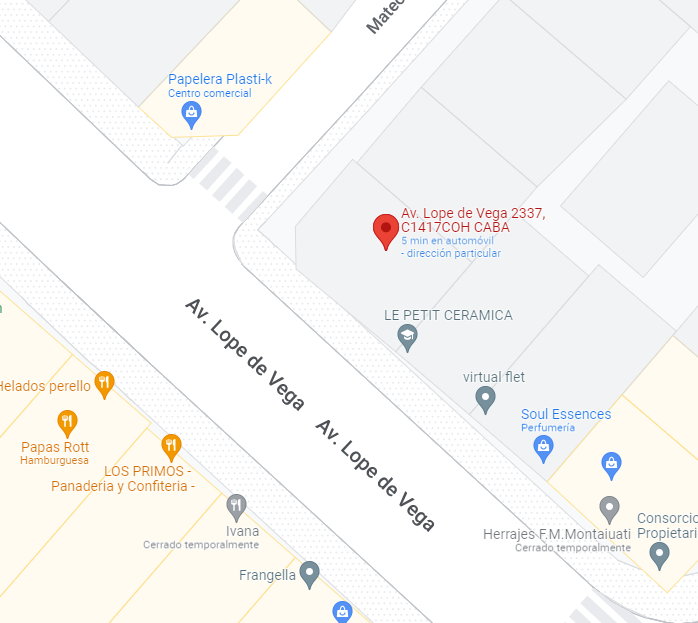 Mateo
Papelera Plasti-k
Centro comercial
Av. Lope de Vega 2337,
C1417COH CABA
5 min en automóvil
- dirección particular
Av. Lope de Vega
LE PETIT CERAMICA
virtual flet
Helados perello
Soul Essences
Perfumería
Av. Lope de Vega
Papas Rott
Hamburguesa
LOS PRIMOS -
Panaderia y Confiteria -
Ivana
Cerrado temporalmente
Herrajes F.M.Montaiuati
Cerrado temporalmente
Consorcio
Propietari
Frangella